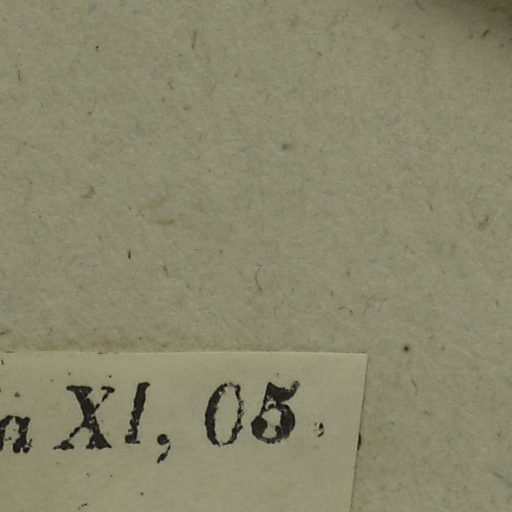 a XI, 05.